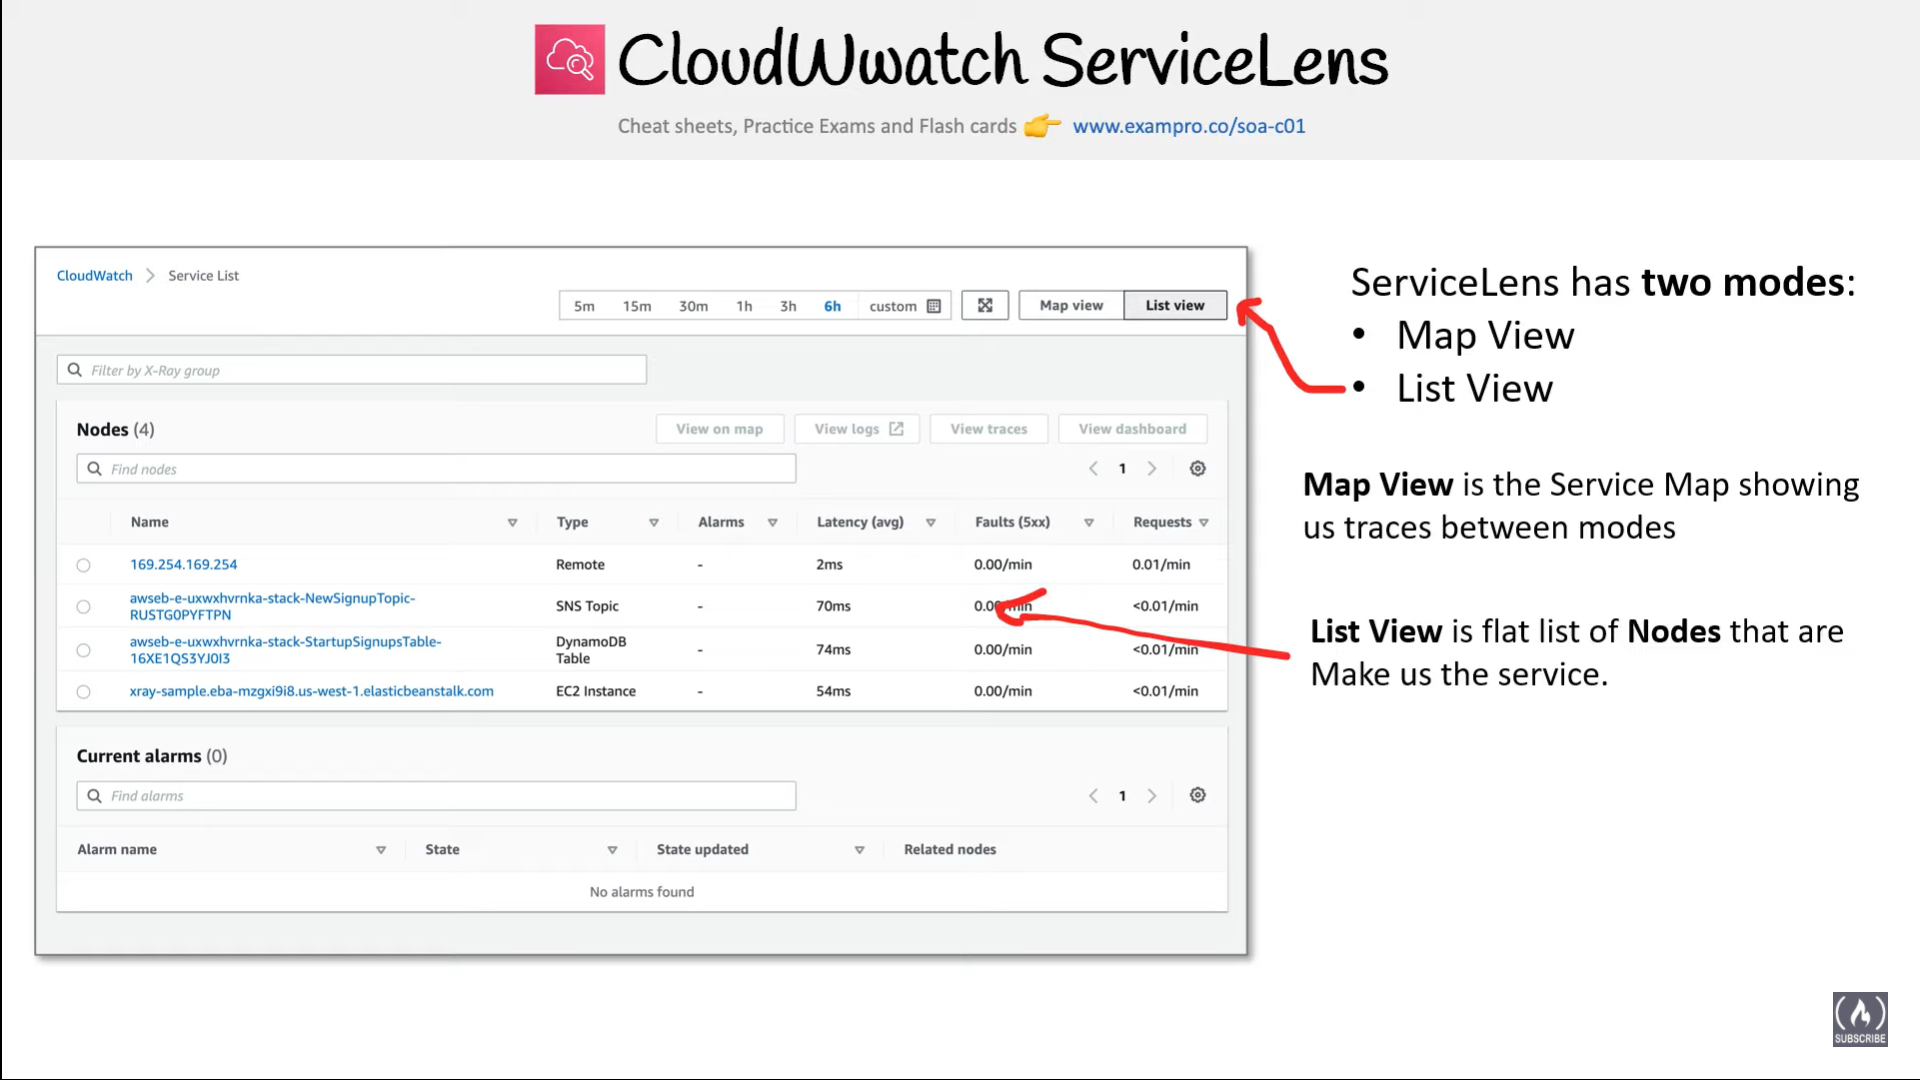 CloudWwatch ServiceLens
Cheat sheets, Practice Exams and Flash cards 👉 www.exampro.co/soa-c01
CloudWatch > Service List
5m 15m 30m 1h 3h 6h custom Map view List view
Filter by X-Ray group
Nodes (4) View on map View logs View traces View dashboard
Find nodes < 1 >
Name Type Alarms Latency (avg) Faults (5xx) Requests
169.254.169.254 Remote - 2ms 0.00/min 0.01/min
awseb-e-uxwxhvrnka-stack-NewSignupTopic-
RUSTG0PYFTPN SNS Topic - 70ms 0.00/min <0.01/min
awseb-e-uxwxhvrnka-stack-StartupSignupsTable-
16XE1QS3YJ0I3 DynamoDB
Table - 74ms 0.00/min <0.01/min
xray-sample.eba-mzgxi9i8.us-west-1.elasticbeanstalk.com EC2 Instance - 54ms 0.00/min <0.01/min
Current alarms (0)
Find alarms < 1 >
Alarm name State State updated Related nodes
No alarms found
ServiceLens has two modes:
• Map View
• List View
Map View is the Service Map showing
us traces between modes
List View is flat list of Nodes that are
Make us the service.
SUBSCRIBE